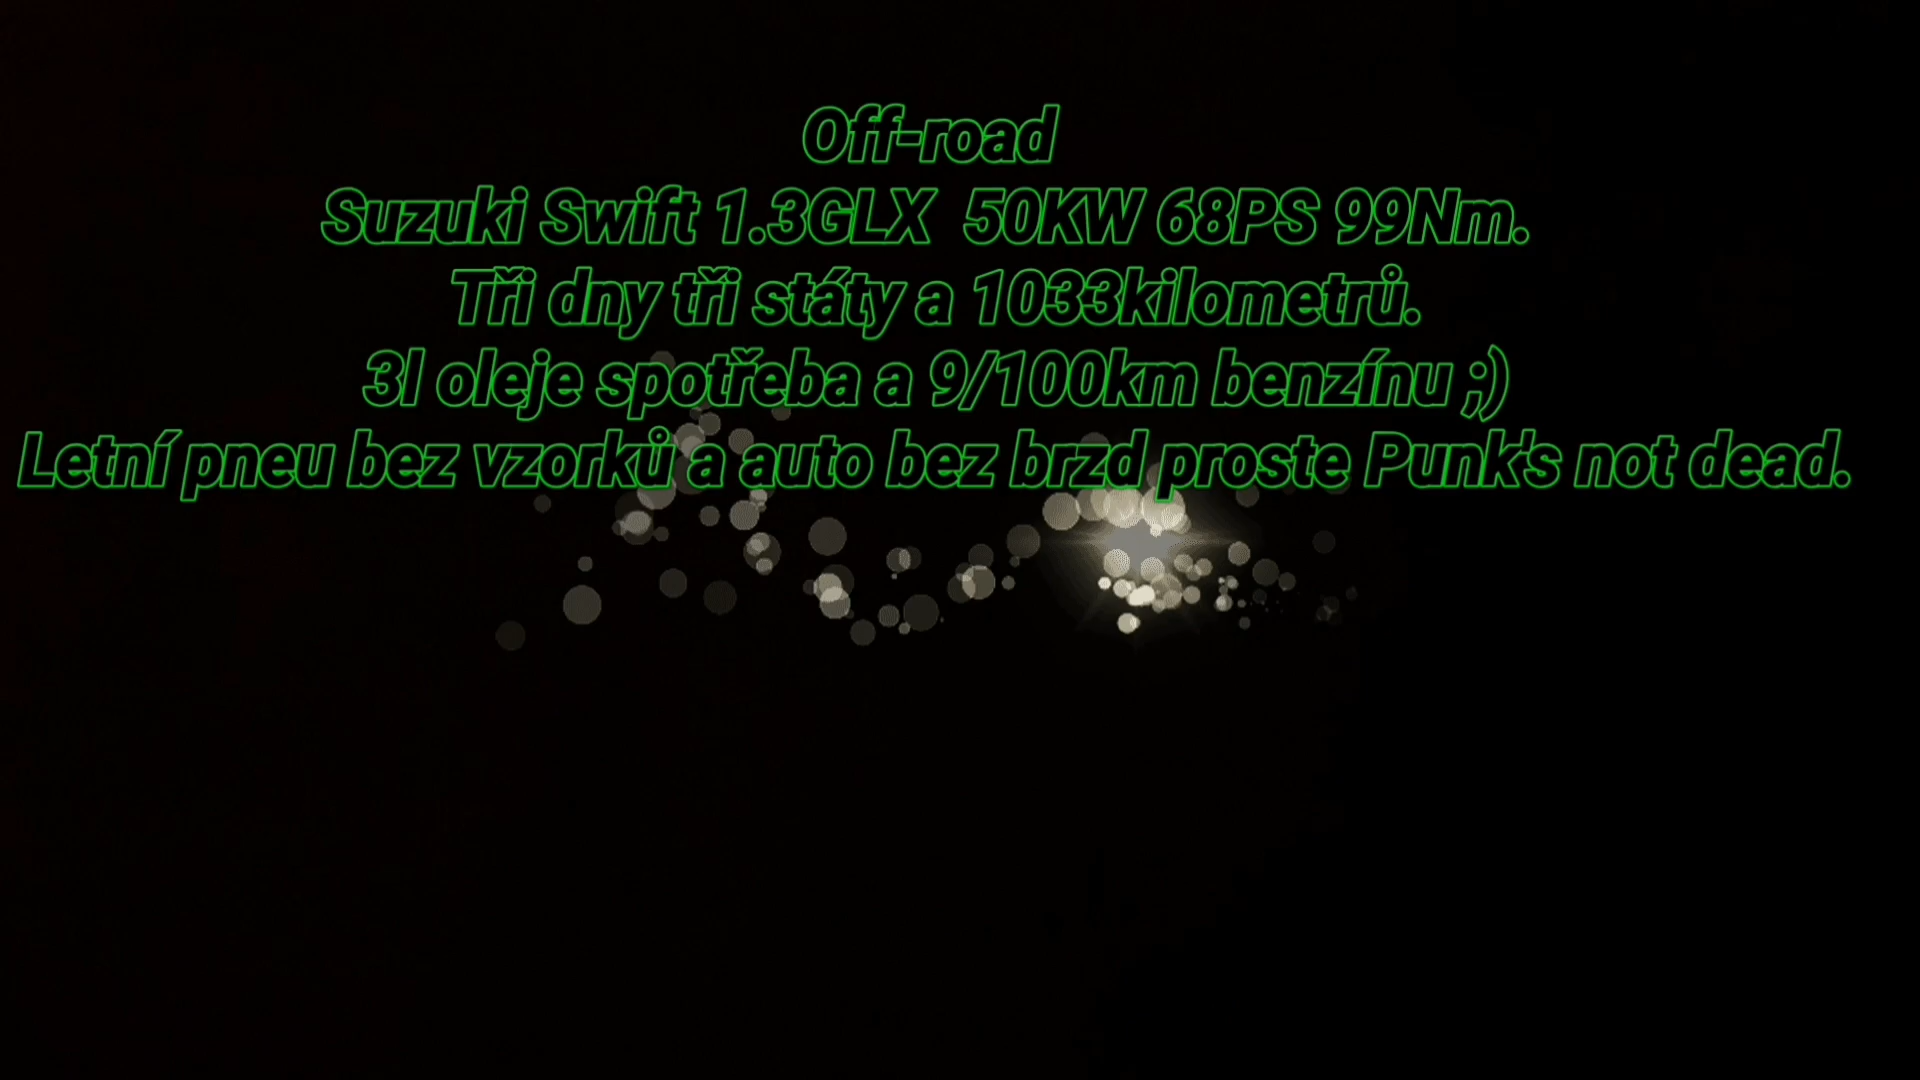 Off-road
Suzuki Swift 1.3GLX  50KW 68PS 99Nm.
Tři dny tři státy a 1033kilometrů.
3l oleje spotřeba a 9/100km benzínu ;)
Letní pneu bez vzorků a auto bez brzd proste Punk's not dead.